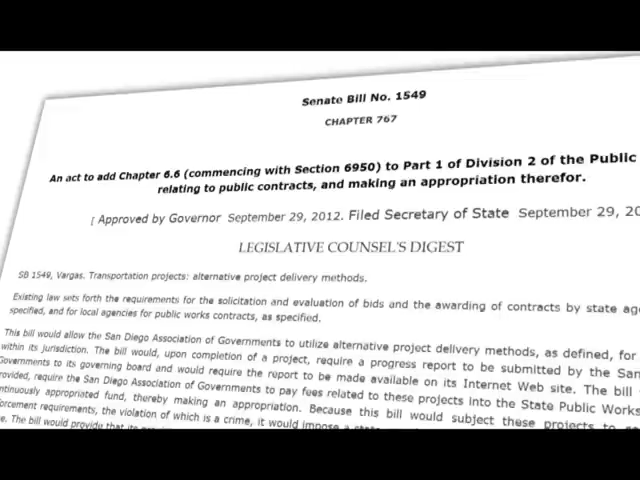 Senate Bill No. 1549
CHAPTER 767
An act to add Chapter 6.6 (commencing with Section 6950) to Part 1 of Division 2 of the Public
relating to public contracts, and making an appropriation therefor.
[ Approved by Governor September 29, 2012. Filed Secretary of State September 29, 20
LEGISLATIVE COUNSEL'S DIGEST
SB 1549, Vargas. Transportation projects: alternative project delivery methods.
Existing law sets forth the requirements for the solicitation and evaluation of bids and the awarding of contracts by state age
specified, and for local agencies for public works contracts, as specified.
This bill would allow the San Diego Association of Governments to utilize alternative project delivery methods, as defined, for
within its jurisdiction. The bill would, upon completion of a project, require a progress report to be submitted by the San
Governments to its governing board and would require the report to be made available on its Internet Web site. The bill
rovided, require the San Diego Association of Governments to pay fees related to these projects into the State Public Works
ntinuously appropriated fund, thereby making an appropriation. Because this bill would subject these projects to
forcement requirements, the violation of which is a crime, it would impose a
e. The bill would provide that